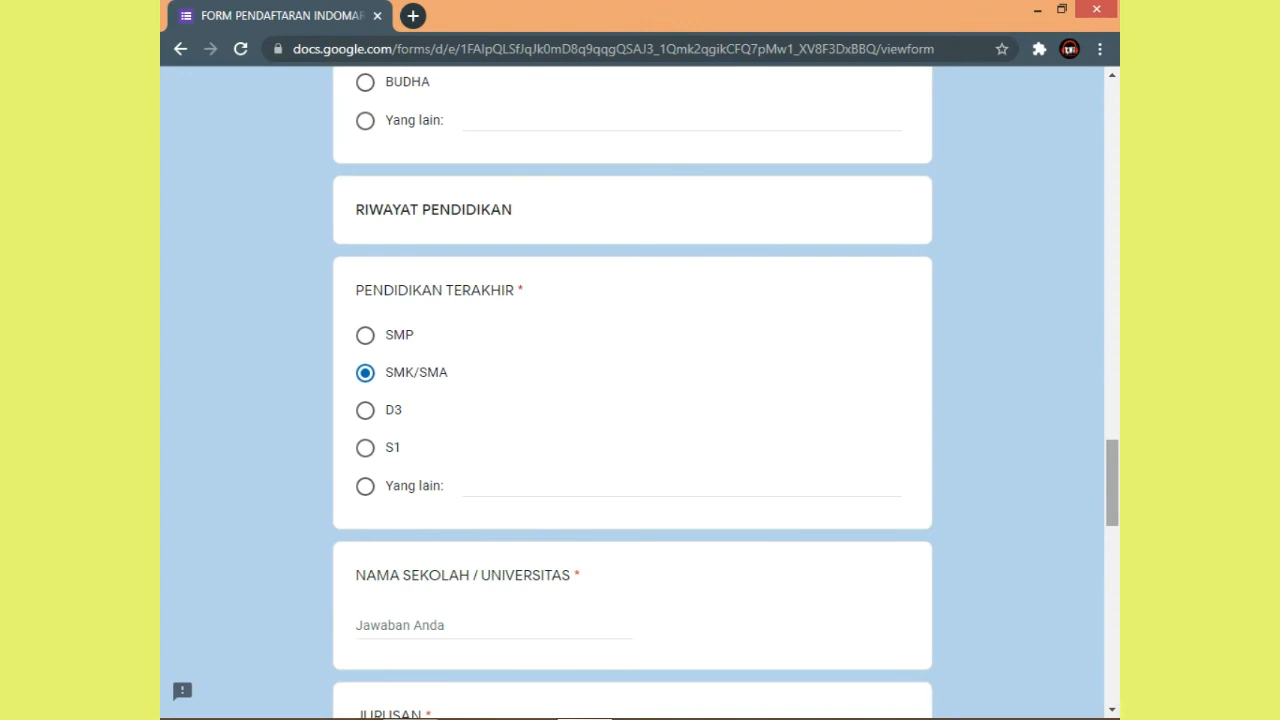 FORM PENDAFTARAN INDOMAR
docs.google.com/forms/d/e/1FAIpQLSfJqJk0mD8q9qqgQSAJ3_1Qmk2qgikCFQ7pMw1_XV8F3DxBBQ/viewform
BUDHA
Yang lain:
RIWAYAT PENDIDIKAN
PENDIDIKAN TERAKHIR *
SMP
SMK/SMA
D3
S1
Yang lain:
NAMA SEKOLAH / UNIVERSITAS *
Jawaban Anda
JURUSAN *